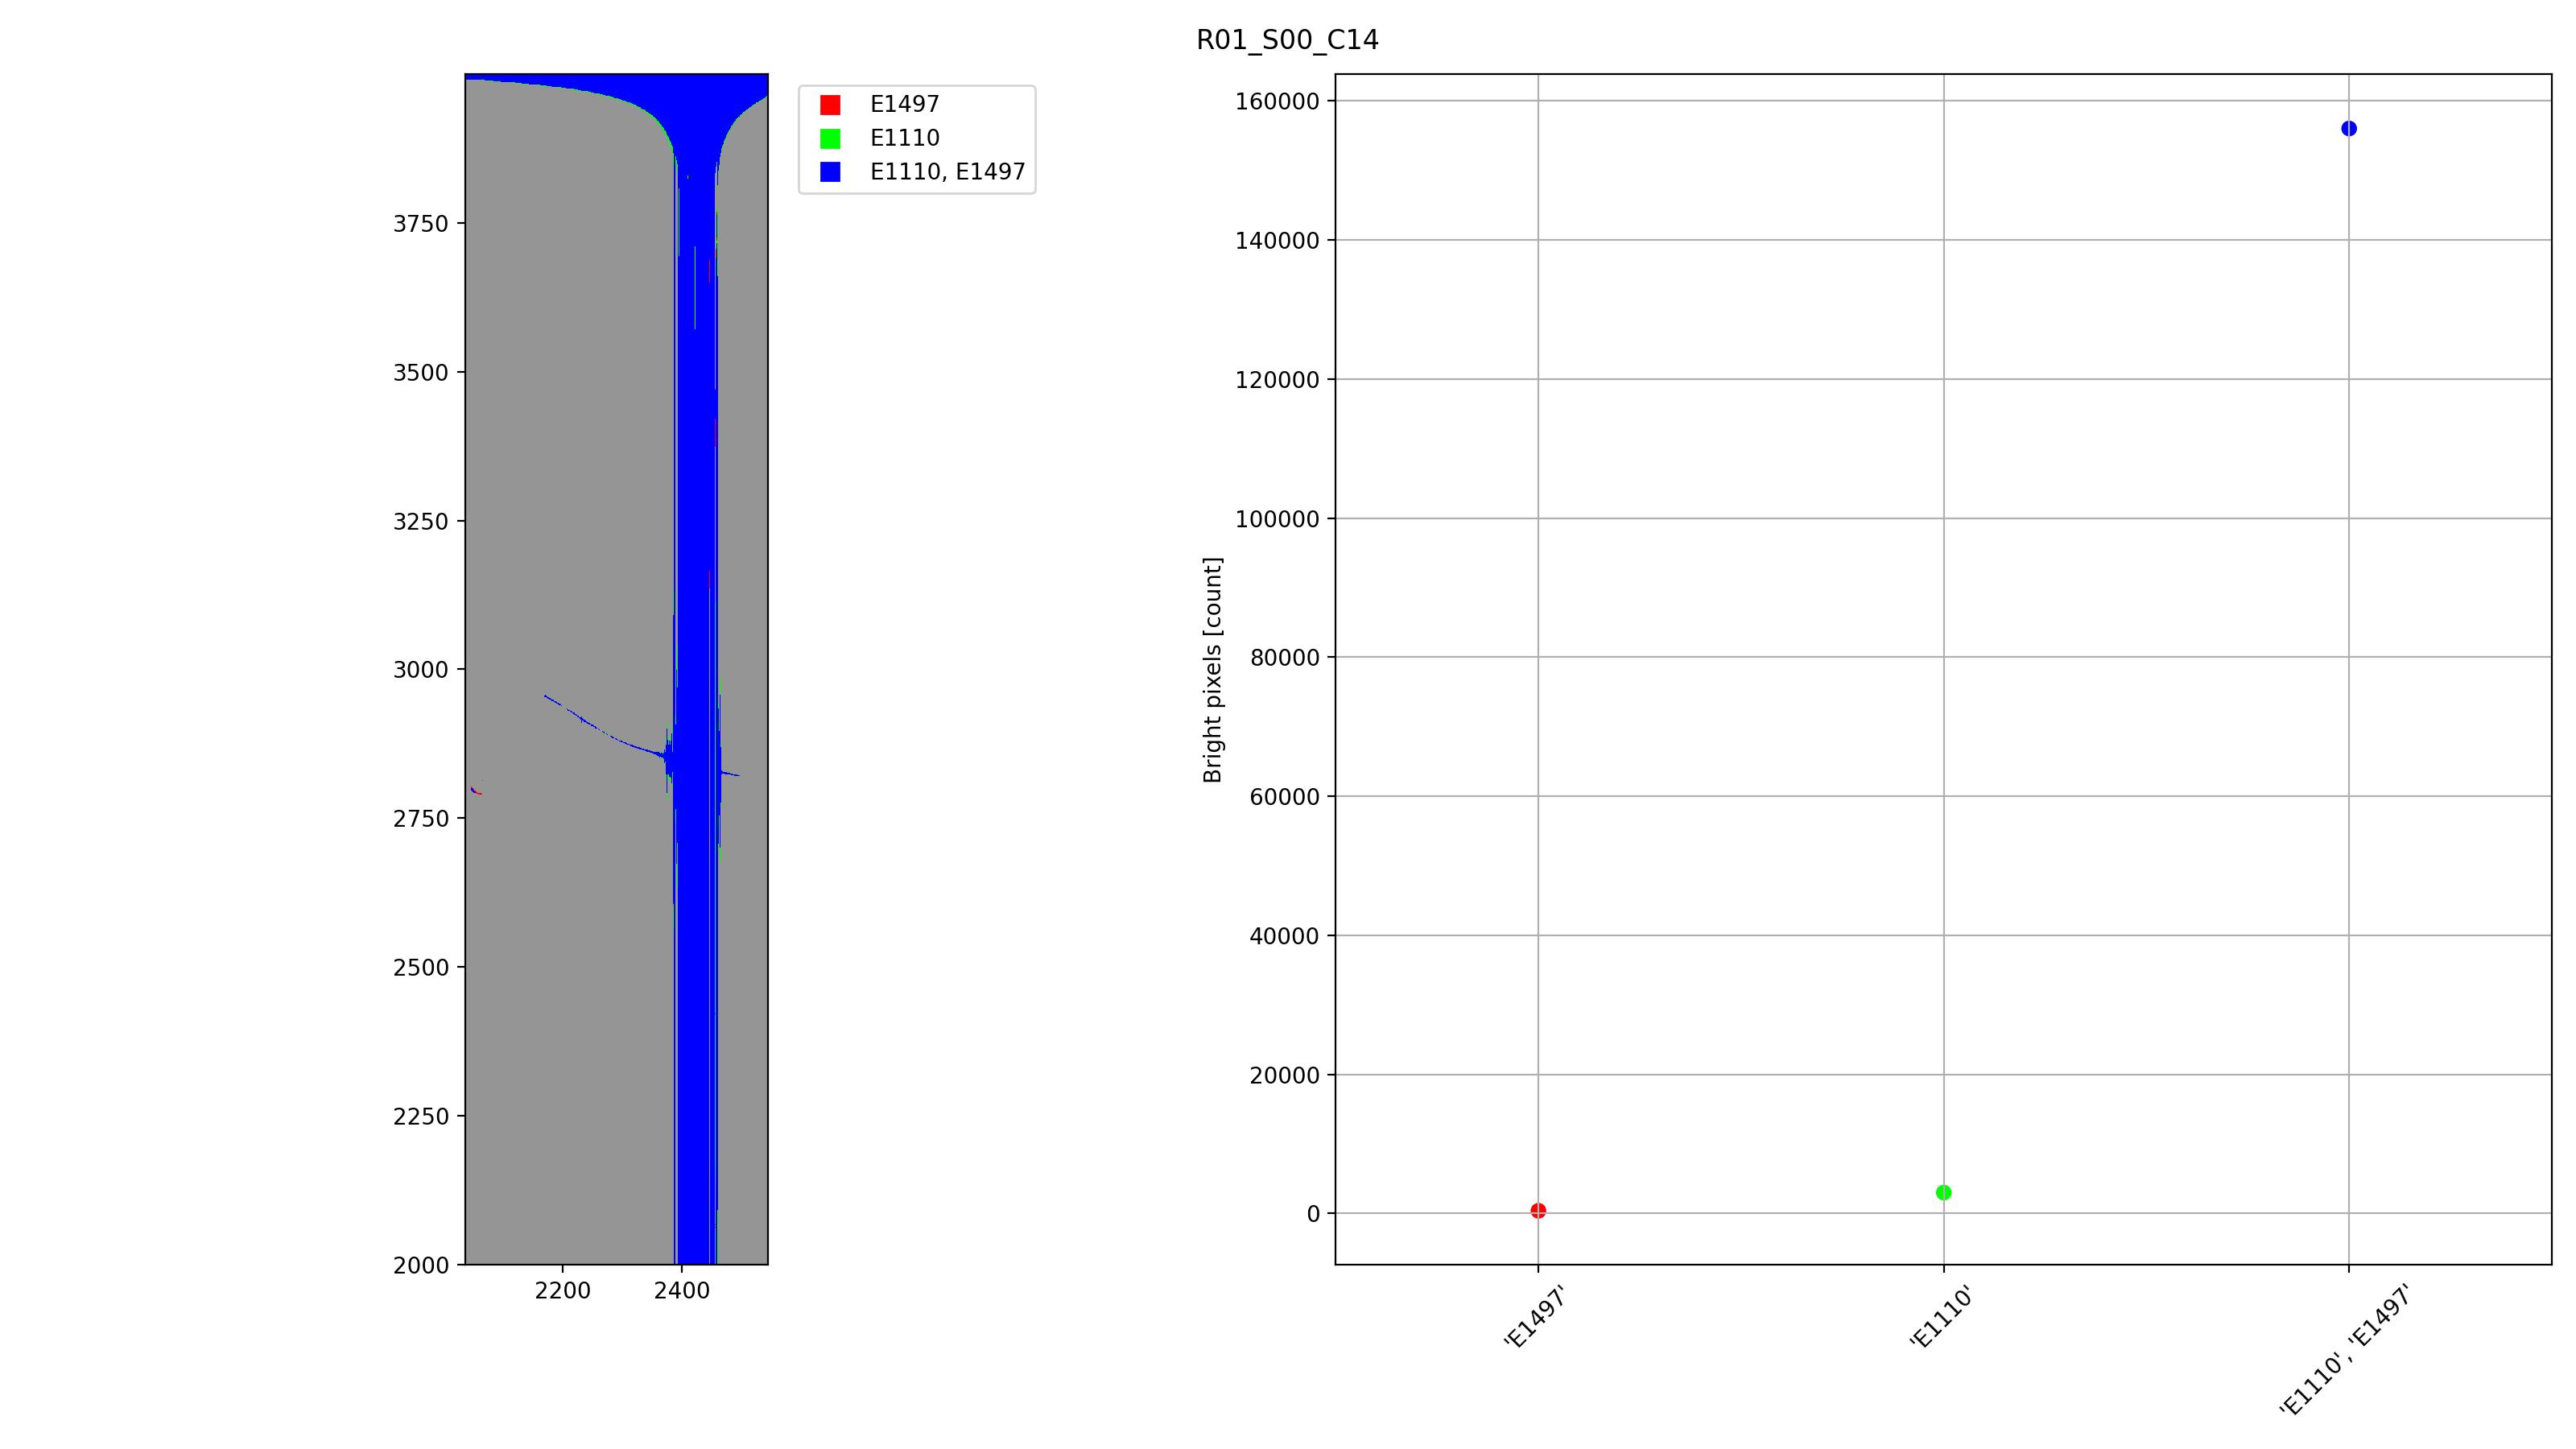 R01_S00_C14
E1497
E1110
E1110, E1497
3750
3500
3250
3000
2750
2500
2250
2000
2200 2400
Bright pixels [count]
160000
140000
120000
100000
80000
60000
40000
20000
0
'E1497'
'E1110'
'E1110', 'E1497'